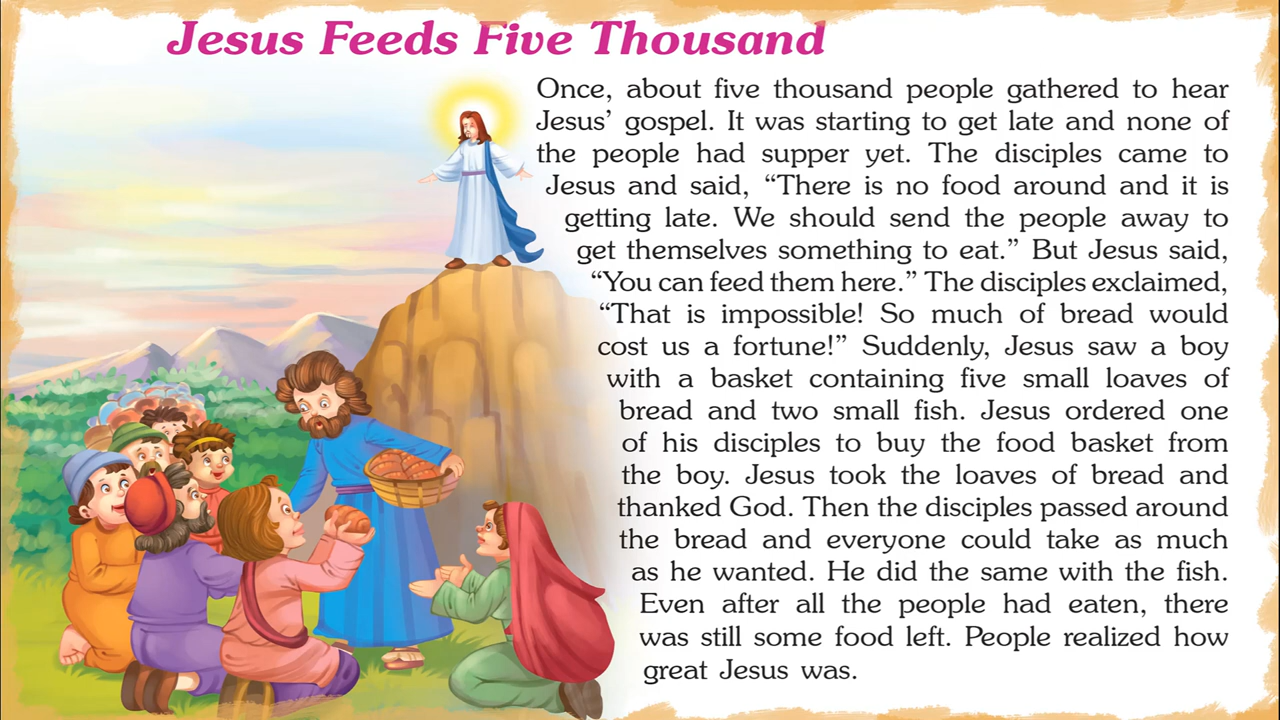 Jesus Feeds Five Thousand
Once, about five thousand people gathered to hear
Jesus’ gospel. It was starting to get late and none of
the people had supper yet. The disciples came to
Jesus and said, “There is no food around and it is
getting late. We should send the people away to
get themselves something to eat.” But Jesus said,
“You can feed them here.” The disciples exclaimed,
“That is impossible! So much of bread would
cost us a fortune!” Suddenly, Jesus saw a boy
with a basket containing five small loaves of
bread and two small fish. Jesus ordered one
of his disciples to buy the food basket from
the boy. Jesus took the loaves of bread and
thanked God. Then the disciples passed around
the bread and everyone could take as much
as he wanted. He did the same with the fish.
Even after all the people had eaten, there
was still some food left. People realized how
great Jesus was.